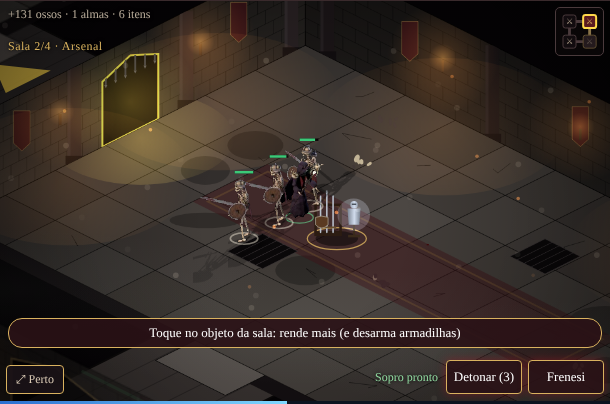 +131 ossos · 1 almas · 6 itens
Sala 2/4 · Arsenal
Toque no objeto da sala: rende mais (e desarma armadilhas)
Perto
Sopro pronto
Detonar (3)
Frenesi